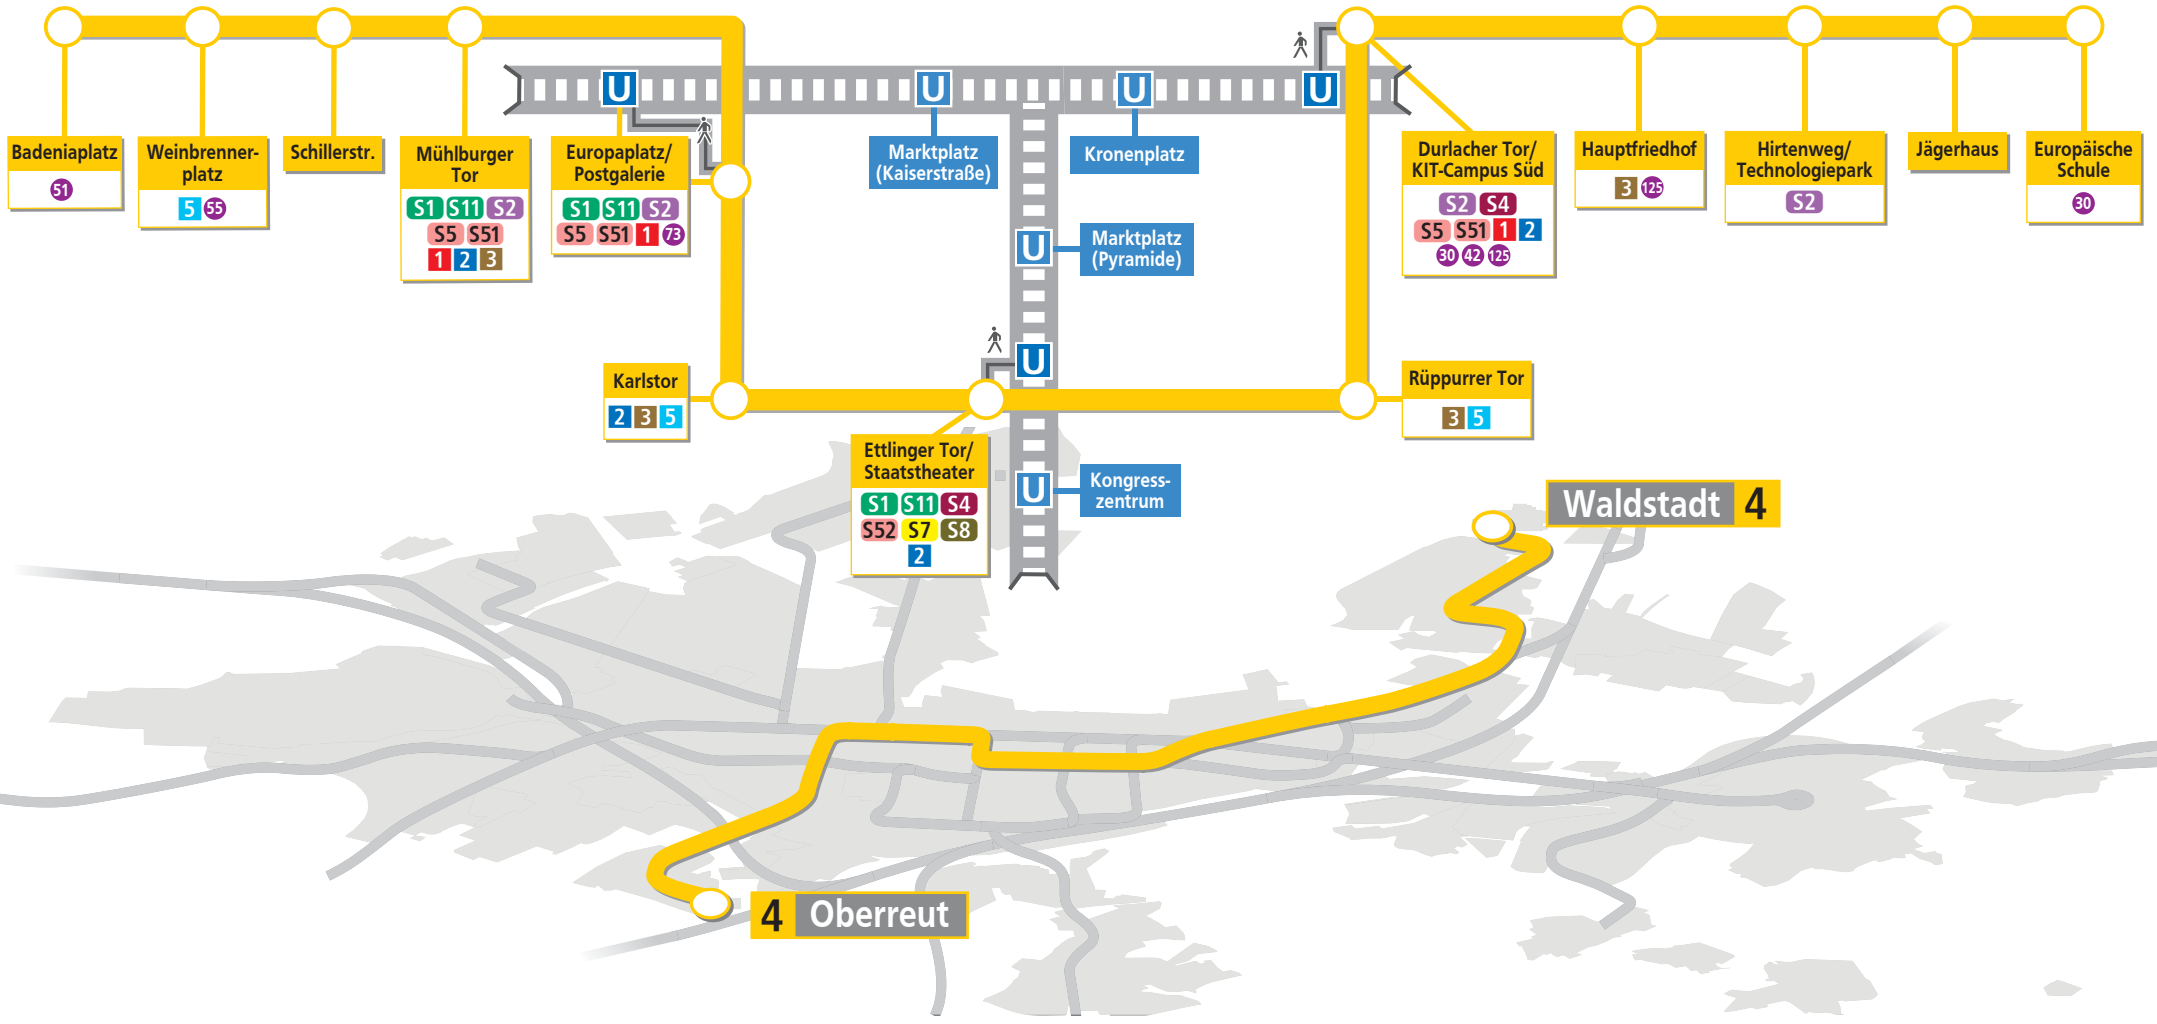 Badeniaplatz
51
Weinbrenner-
platz
5 55
Schillerstr.
Mühlburger
Tor
S1 S11 S2
S5 S51
1 2 3
U
Europaplatz/
Postgalerie
S1 S11 S2
S5 S51 1 73
U
Marktplatz
(Kaiserstraße)
U
Kronenplatz
U
Durlacher Tor/
KIT-Campus Süd
S2 S4
S5 S51 1 2
30 42 125
Hauptfriedhof
3 125
Hirtenweg/
Technologiepark
S2
Jägerhaus
Europäische
Schule
30
U
Marktplatz
(Pyramide)
U
Karlstor
2 3 5
Rüppurrer Tor
3 5
Ettlinger Tor/
Staatstheater
S1 S11 S4
S52 S7 S8
2
U
Kongress-
zentrum
Waldstadt 4
4 Oberreut